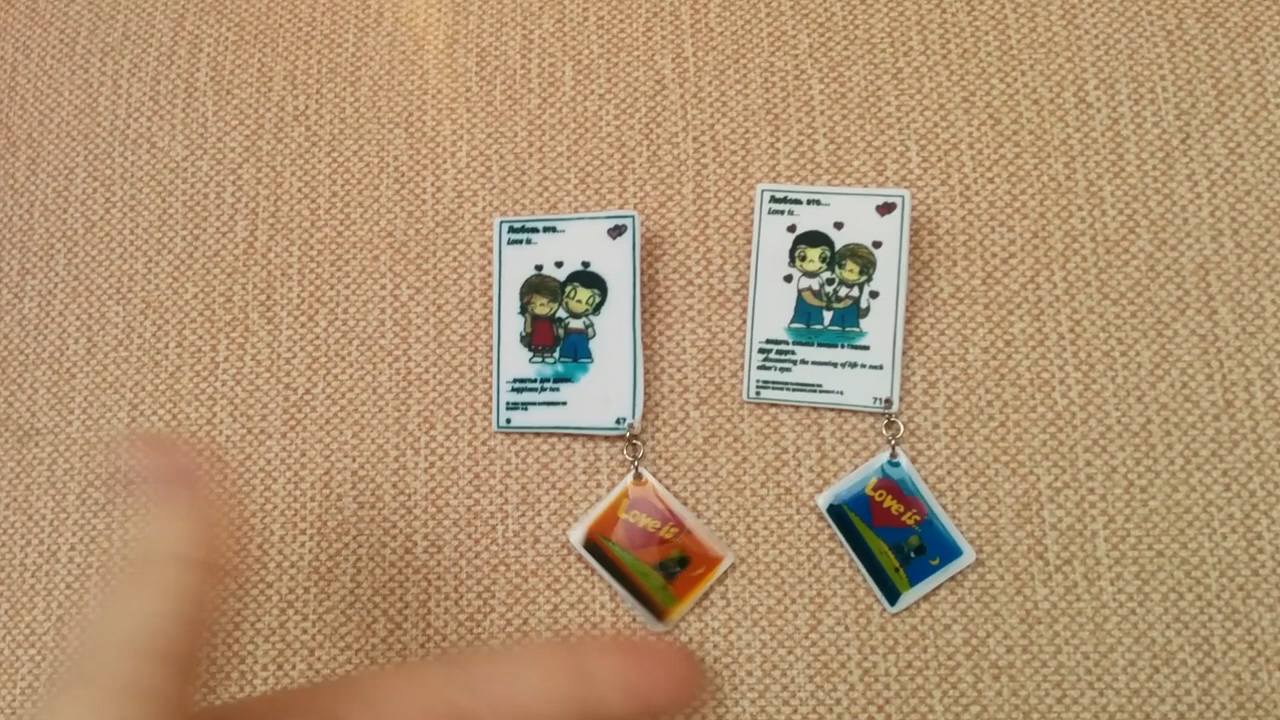 Любовь это...
Love is...
...счастье для двоих.
...happiness for two.
47
Love is...
Любовь это...
Love is...
...видеть смысл жизни в глазах
друг друга.
...discovering the meaning of life in each
other's eyes.
71
Love is...